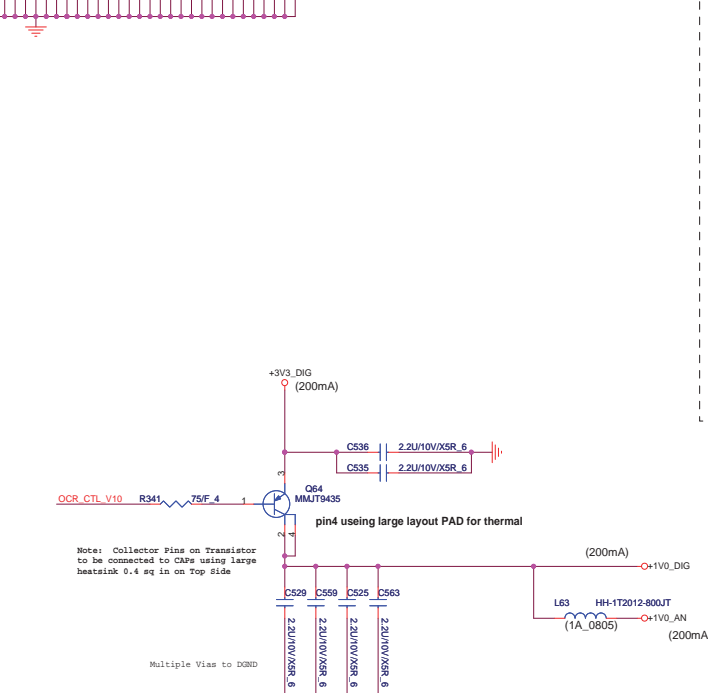 +3V3_DIG
(200mA)
C536 2.2U/10V/X5R_6
C535 2.2U/10V/X5R_6
3
Q64
OCR_CTL_V10 R341 75/F_4 1 MMJT9435
pin4 useing large layout PAD for thermal
2 4
Note: Collector Pins on Transistor
to be connected to CAPs using large
heatsink 0.4 sq in on Top Side
(200mA)
+1V0_DIG
C529 C559 C525 C563
L63 HH-1T2012-800JT
+1V0_AN
(1A_0805)
(200mA
2.2U/10V/X5R_6
2.2U/10V/X5R_6
2.2U/10V/X5R_6
2.2U/10V/X5R_6
Multiple Vias to DGND